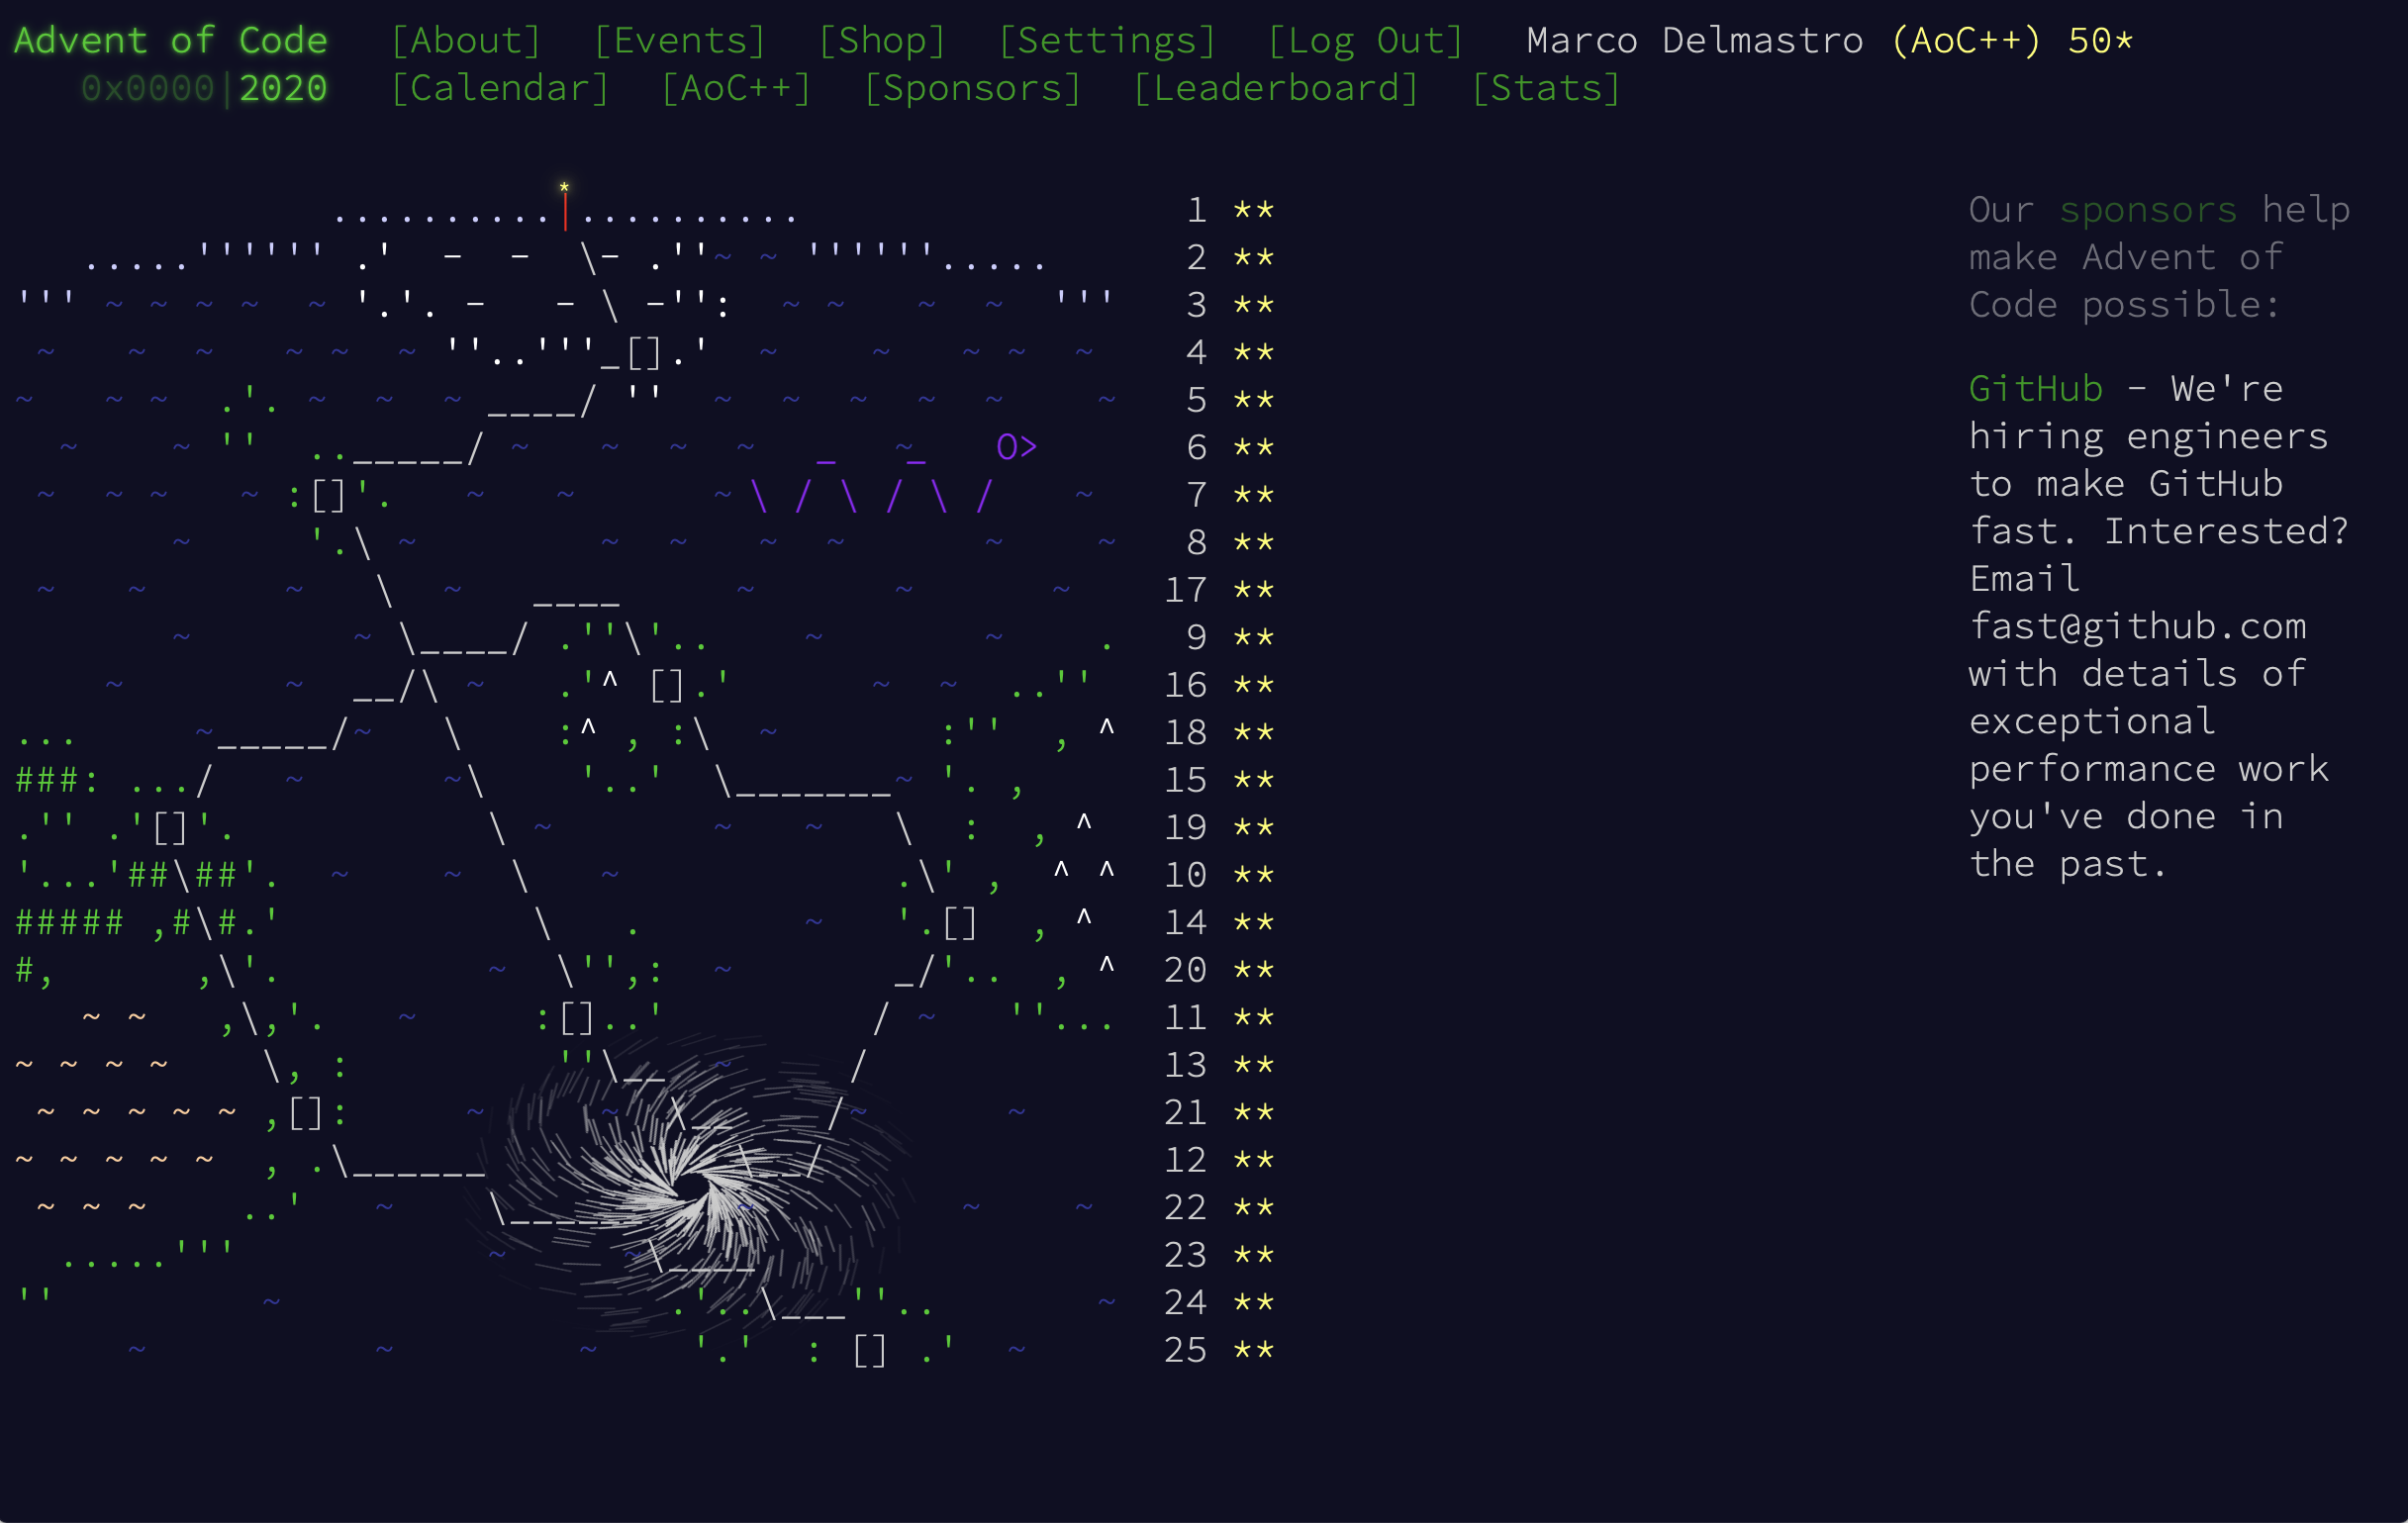 Advent of Code [About] [Events] [Shop] [Settings] [Log Out] Marco Delmastro (AoC++) 50*
0x0000|2020 [Calendar] [AoC++] [Sponsors] [Leaderboard] [Stats]
1 **
2 **
3 **
4 **
5 **
6 **
7 **
8 **
17 **
9 **
16 **
18 **
15 **
19 **
10 **
14 **
20 **
11 **
13 **
21 **
12 **
22 **
23 **
24 **
25 **
Our sponsors help
make Advent of
Code possible:
GitHub - We're
hiring engineers
to make GitHub
fast. Interested?
Email
fast@github.com
with details of
exceptional
performance work
you've done in
the past.